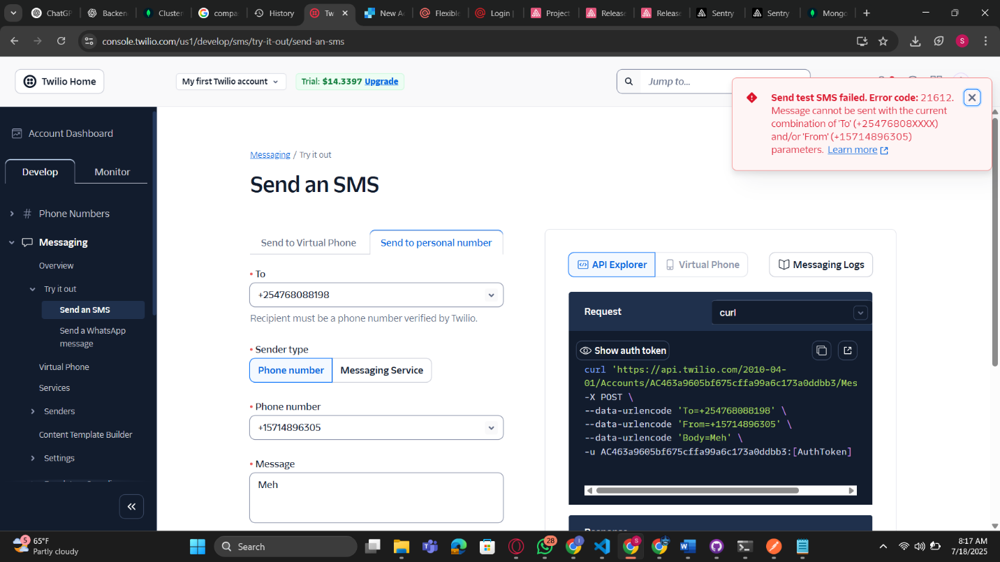 ChatGP
Backen
Cluster
compas
History
Tw
New A
Flexible
Login |
Project
Release
Release
Sentry
Sentry
Mongo
console.twilio.com/us1/develop/sms/try-it-out/send-an-sms
S
Twilio Home
My first Twilio account
Trial: $14.3397 Upgrade
Jump to...
Send test SMS failed. Error code: 21612.
Message cannot be sent with the current
combination of 'To' (+25476808XXXX)
and/or 'From' (+15714896305)
parameters. Learn more
Account Dashboard
Develop
Monitor
Phone Numbers
Messaging
Overview
Try it out
Send an SMS
Send a WhatsApp
message
Virtual Phone
Services
Senders
Content Template Builder
Settings
Messaging / Try it out
Send an SMS
Send to Virtual Phone
Send to personal number
• To
+254768088198
Recipient must be a phone number verified by Twilio.
• Sender type
Phone number
Messaging Service
• Phone number
+15714896305
• Message
Meh
API Explorer
Virtual Phone
Messaging Logs
Request
curl
Show auth token
curl 'https://api.twilio.com/2010-04-
01/Accounts/AC463a9605bf675cffa99a6c173a0ddbb3/Mes
-X POST \
--data-urlencode 'To=+254768088198' \
--data-urlencode 'From=+15714896305' \
--data-urlencode 'Body=Meh' \
-u AC463a9605bf675cffa99a6c173a0ddbb3:[AuthToken]
5
65°F
Partly cloudy
Search
28
8:17 AM
7/18/2025